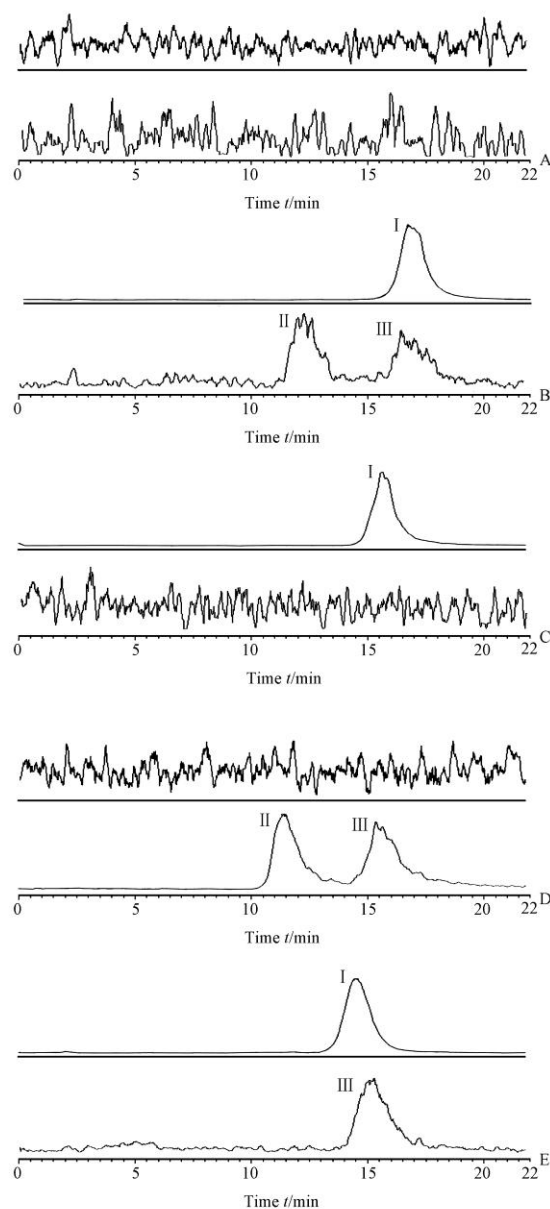 0 5 10 15 20 22 A
Time t/min
I
II III
0 5 10 15 20 22 B
Time t/min
I
0 5 10 15 20 22 C
Time t/min
II III
0 5 10 15 20 22 D
Time t/min
I
III
0 5 10 15 20 22 E
Time t/min